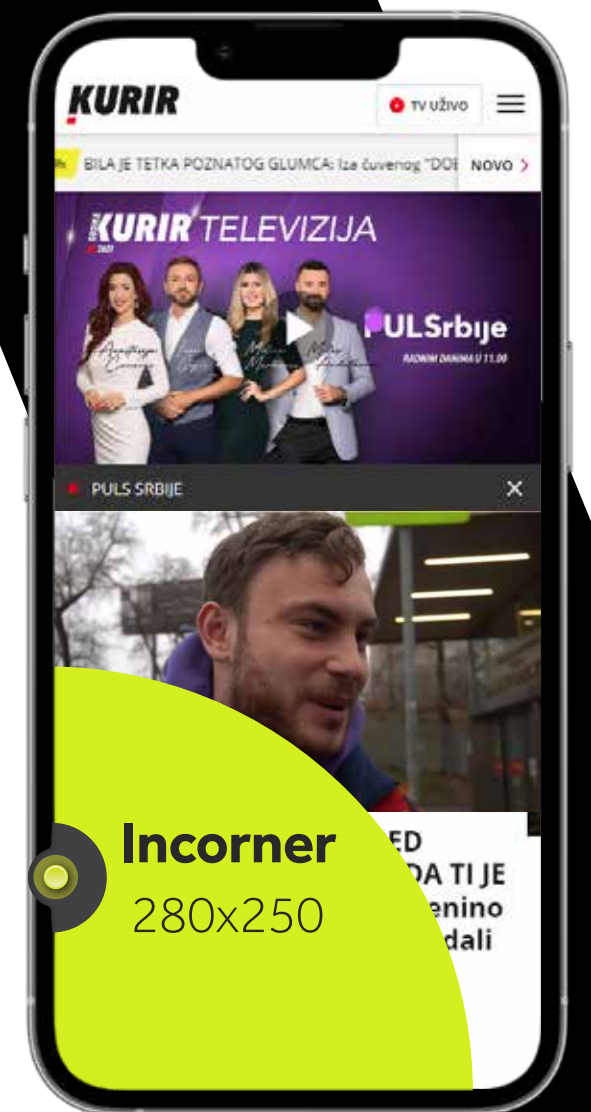 KURIR
TV UŽIVO
BILA JE TETKA POZNATOG GLUMCA: Iza čuvenog "DOB
NOVO
KURIR TELEVIZIJA
PULSrbije
RADNIM DANIMA U 11.00
PULS SRBIJE
Incorner
280x250
ED
DA TI JE
enino
dali